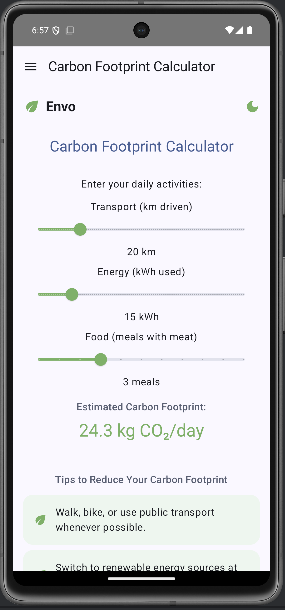 6:57
Carbon Footprint Calculator
Envo
Carbon Footprint Calculator
Enter your daily activities:
Transport (km driven)
20 km
Energy (kWh used)
15 kWh
Food (meals with meat)
3 meals
Estimated Carbon Footprint:
24.3 kg CO₂/day
Tips to Reduce Your Carbon Footprint
Walk, bike, or use public transport
whenever possible.
Switch to renewable energy sources at